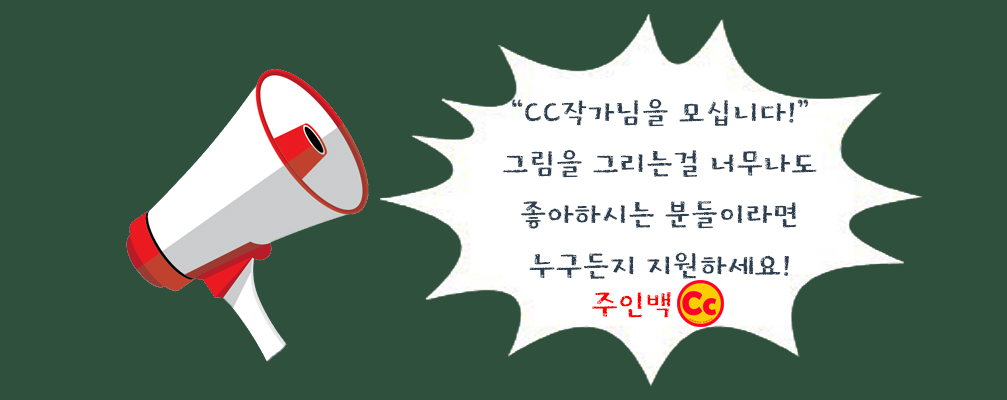 “CC작가님을 모십니다!”
그림을 그리는걸 너무나도
좋아하시는 분들이라면
누구든지 지원하세요!
주인백 Cc